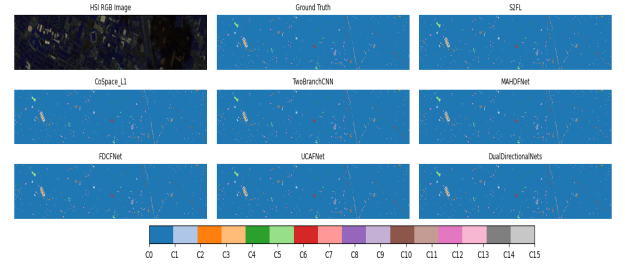 HSI RGB Image Ground Truth S2FL
CoSpace_L1 TwoBranchCNN MAHDFNet
FDCFNet UCAFNet DualDirectionalNets
C0 C1 C2 C3 C4 C5 C6 C7 C8 C9 C10 C11 C12 C13 C14 C15